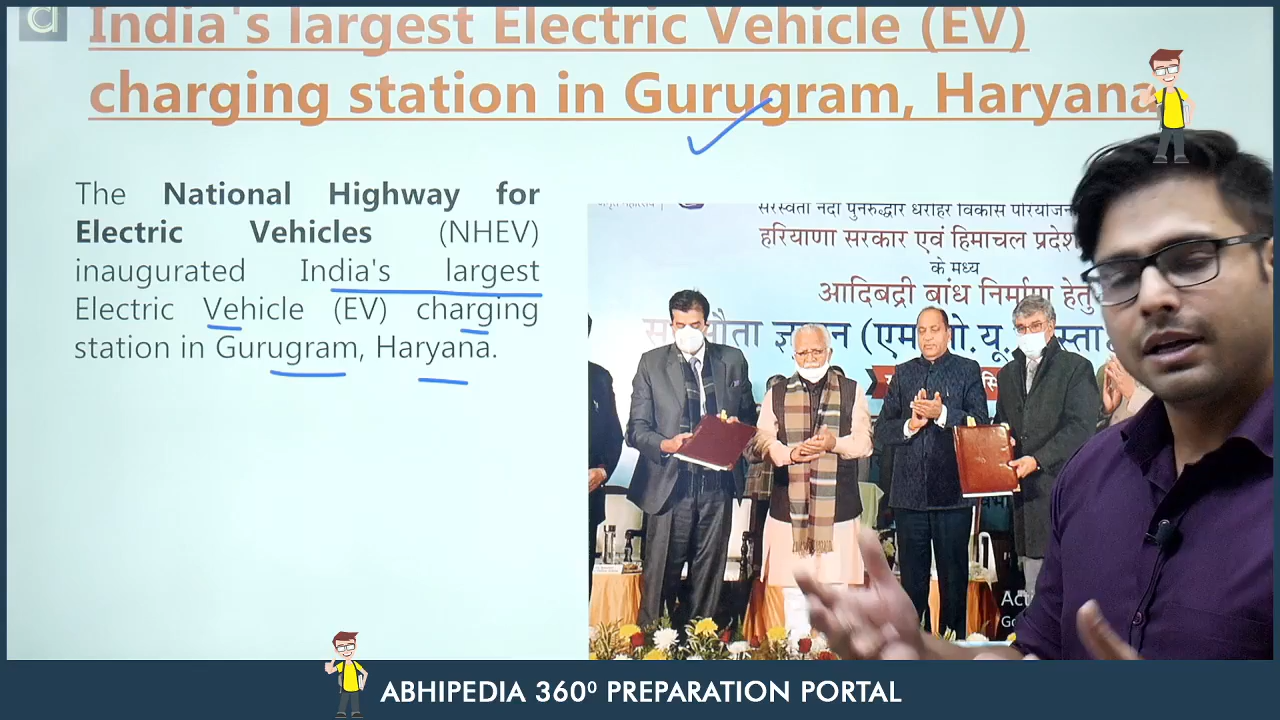 India's largest Electric Vehicle (EV)
charging station in Gurugram, Haryana
The National Highway for
Electric Vehicles (NHEV)
inaugurated India's largest
Electric Vehicle (EV) charging
station in Gurugram, Haryana.
सरस्वती नदी पुनरुद्धार धरोहर विकास
हरियाणा सरकार एवं हिमाचल
के मध्य
आदिबद्री बांध निर्माण हेतु
ज्ञापन
ABHIPEDIA 360⁰ PREPARATION PORTAL